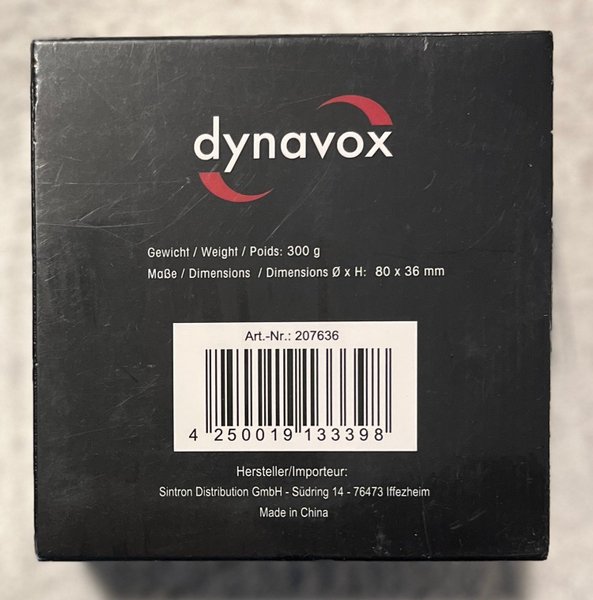 dynavox
Gewicht / Weight / Poids: 300 g
Maße / Dimensions / Dimensions Ø x H: 80 x 36 mm
Art.-Nr.: 207636
4 250019 133398
Hersteller/Importeur:
Sintron Distribution GmbH - Südring 14 - 76473 Iffezheim
Made in China